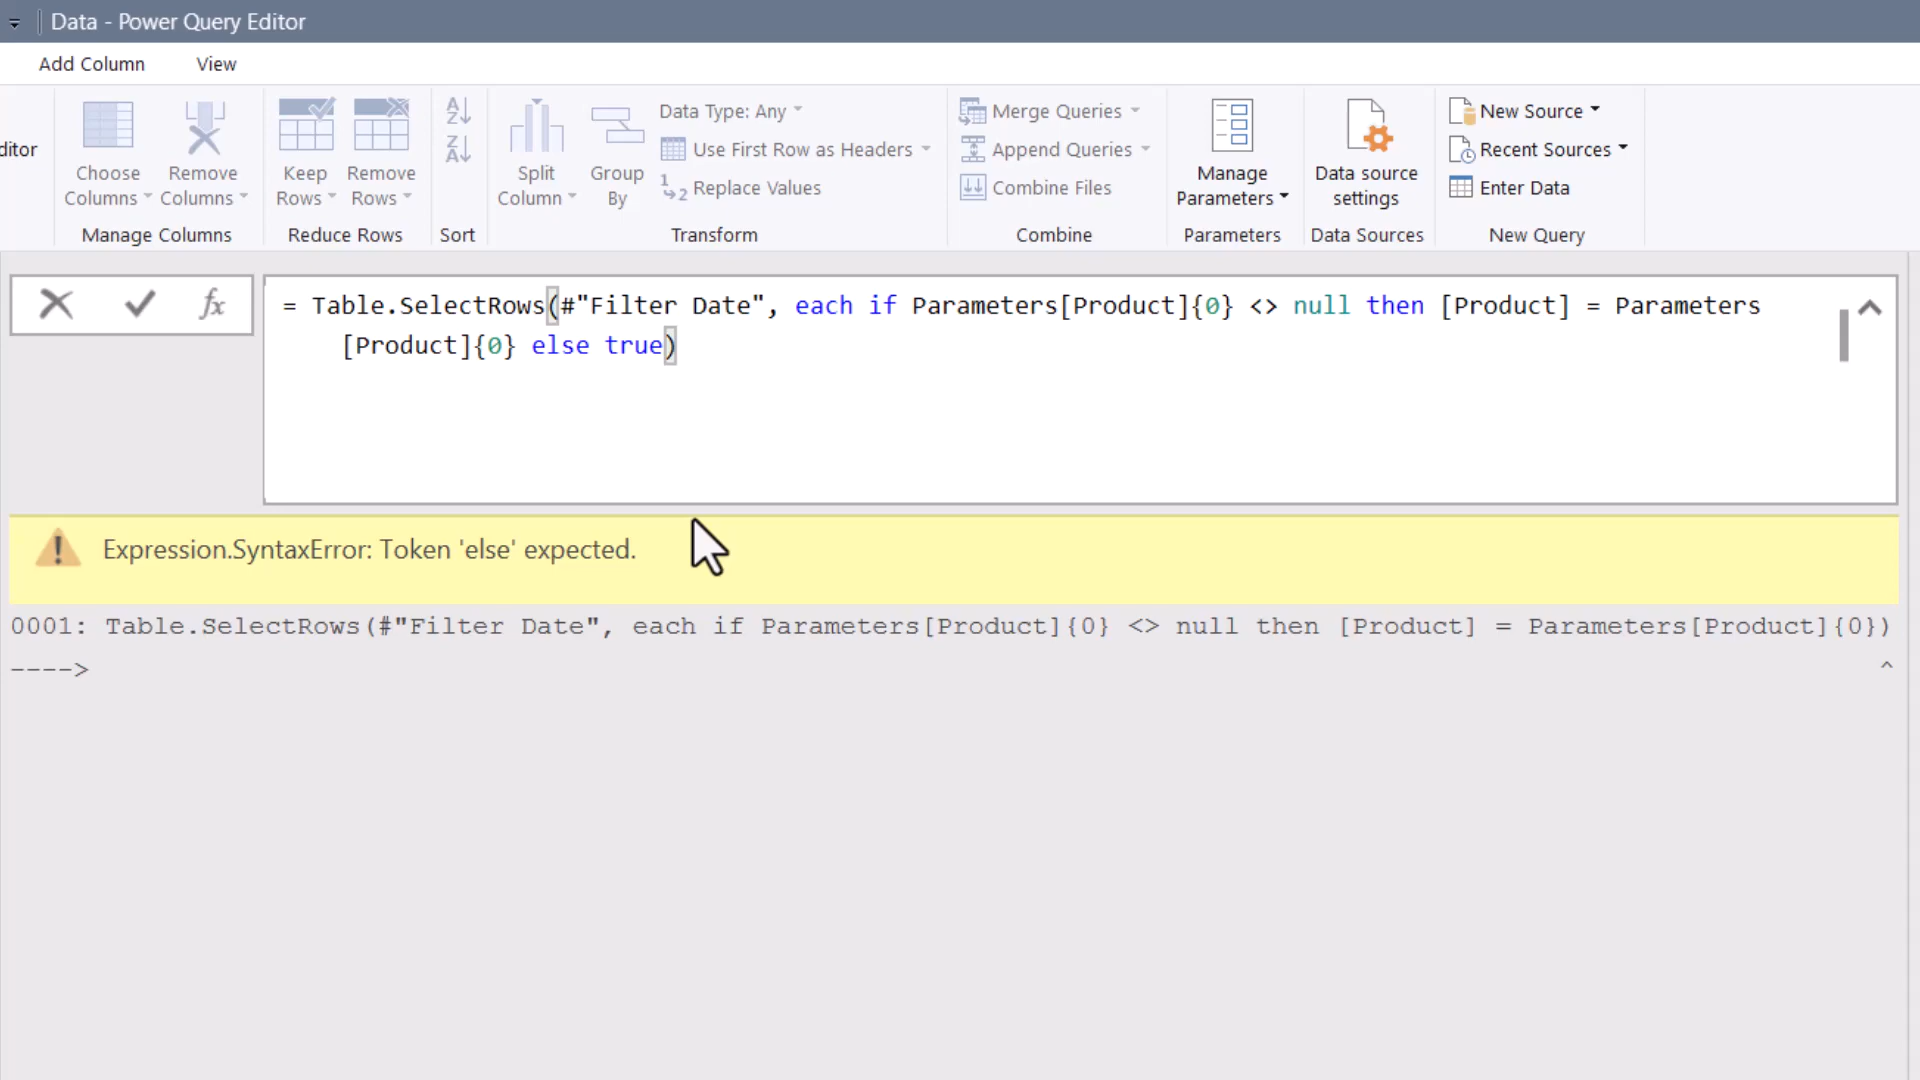 Data - Power Query Editor
Add Column View
ditor
Choose Columns
Remove Columns
Manage Columns
Keep Rows
Remove Rows
Reduce Rows
A Z
Z A
Sort
Split Column
Group By
Data Type: Any
Use First Row as Headers
1 2 Replace Values
Transform
Merge Queries
Append Queries
Combine Files
Combine
Manage Parameters
Parameters
Data source settings
Data Sources
New Source
Recent Sources
Enter Data
New Query
fx
= Table.SelectRows(#"Filter Date", each if Parameters[Product]{0} <> null then [Product] = Parameters
[Product]{0} else true)
Expression.SyntaxError: Token 'else' expected.
0001: Table.SelectRows(#"Filter Date", each if Parameters[Product]{0} <> null then [Product] = Parameters[Product]{0})
----> ^